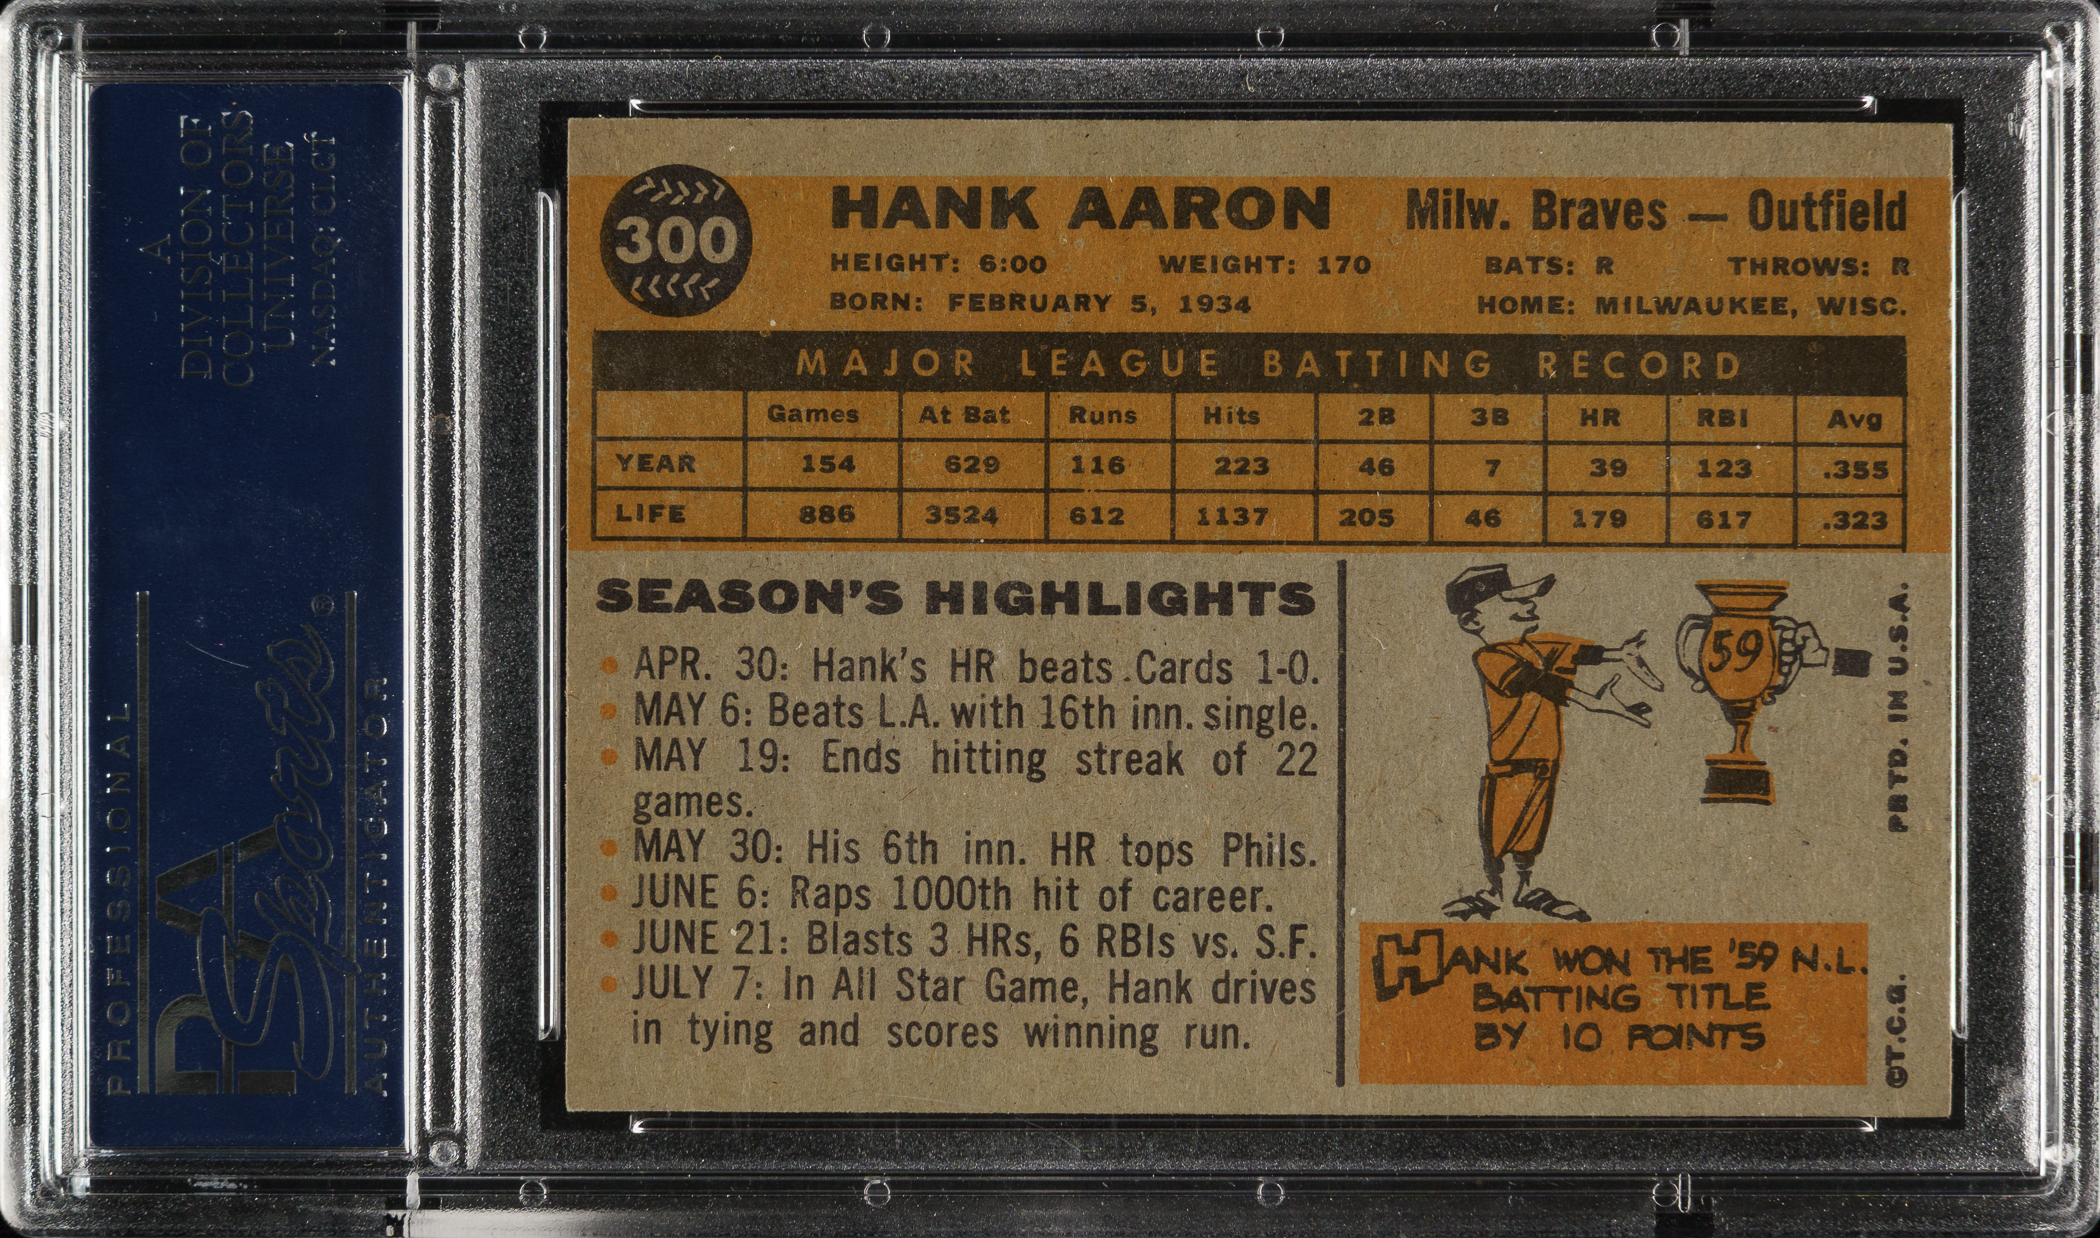 A
DIVISION OF
COLLECTORS
UNIVERSE
NASDAQ: CLCT
PROFESSIONAL
PSA
Sports®
AUTHENTICATOR
300
HANK AARON Milw. Braves — Outfield
HEIGHT: 6:00 WEIGHT: 170 BATS: R THROWS: R
BORN: FEBRUARY 5, 1934 HOME: MILWAUKEE, WISC.
MAJOR LEAGUE BATTING RECORD
Games At Bat Runs Hits 2B 3B HR RBI Avg
YEAR 154 629 116 223 46 7 39 123 .355
LIFE 886 3524 612 1137 205 46 179 617 .323
SEASON'S HIGHLIGHTS
• APR. 30: Hank's HR beats Cards 1-0.
• MAY 6: Beats L.A. with 16th inn. single.
• MAY 19: Ends hitting streak of 22
games.
• MAY 30: His 6th inn. HR tops Phils.
• JUNE 6: Raps 1000th hit of career.
• JUNE 21: Blasts 3 HRs, 6 RBIs vs. S.F.
• JULY 7: In All Star Game, Hank drives
in tying and scores winning run.
59
HANK WON THE '59 N.L.
BATTING TITLE
BY 10 POINTS
©T.C.G. PRTD. IN U.S.A.